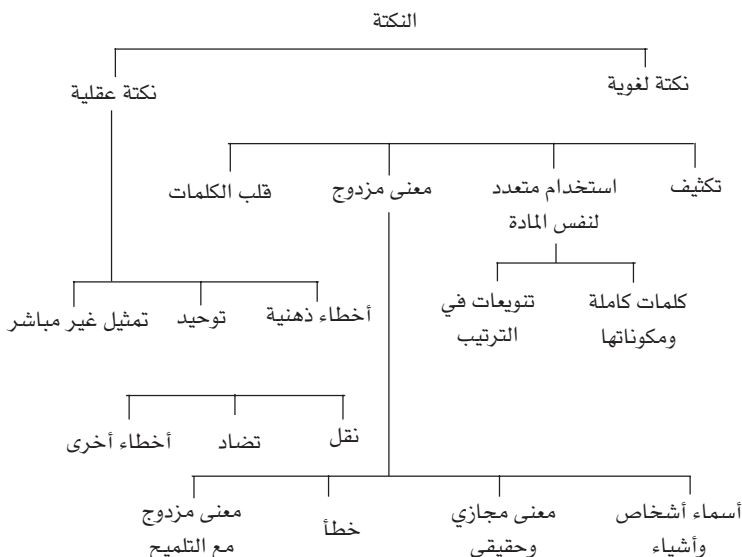 النكتة
نكتة لغوية
نكتة عقلية
تكثيف
استخدام متعدد
لنفس المادة
معنى مزدوج
قلب الكلمات
كلمات كاملة
ومكوناتها
تنويعات في
الترتيب
أخطاء ذهنية
توحيد
تمثيل غير مباشر
نقل
تضاد
أخطاء أخرى
أسماء أشخاص
وأشياء
معنى مجازي
وحقيقي
خطأ
معنى مزدوج
مع التلميح